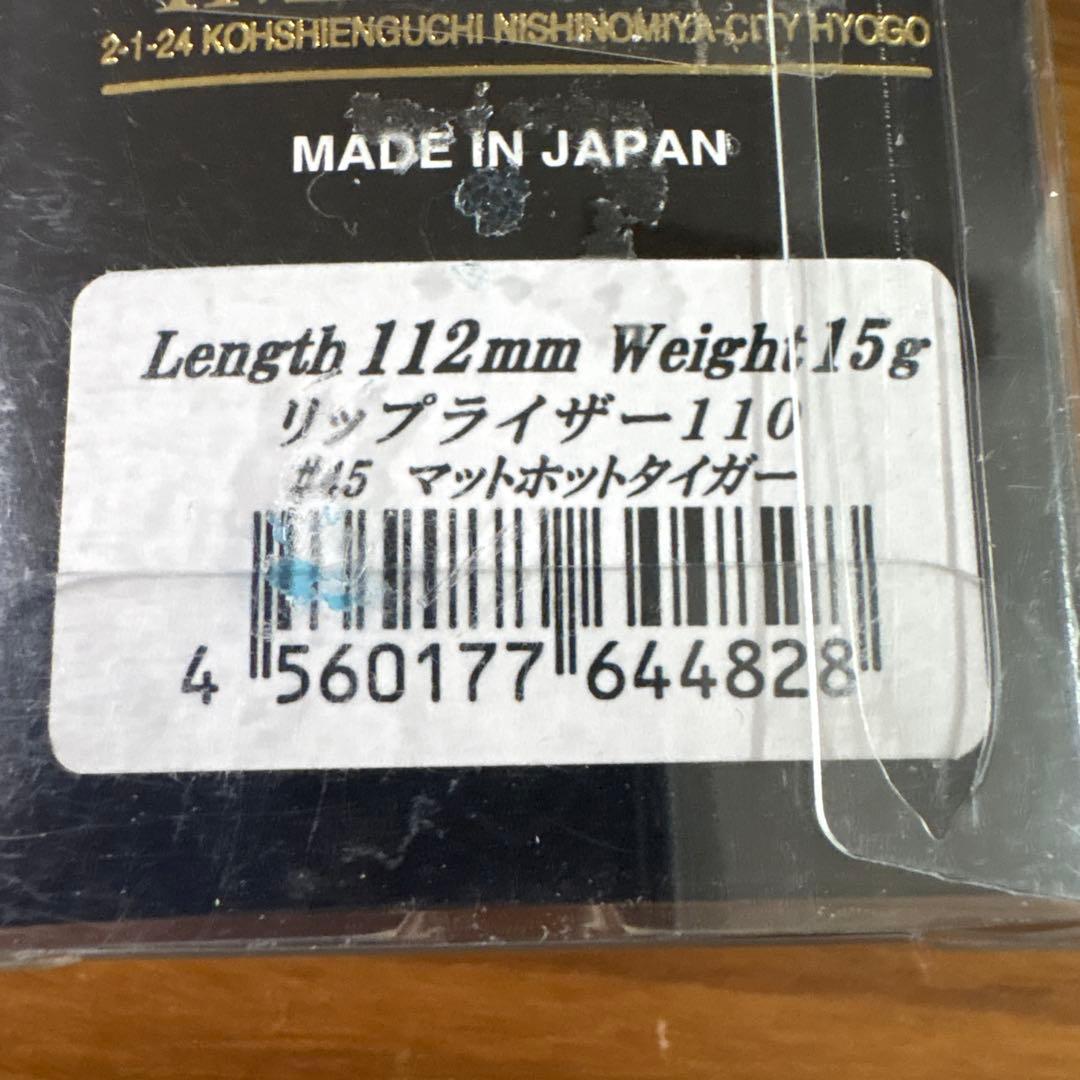 2-1-24 KOHSHIENGUCHI NISHINOMIYA-CITY HYOGO
MADE IN JAPAN
Length 112mm Weight 15g
リップライザー110
#45 マットホットタイガー
4 560177 644828